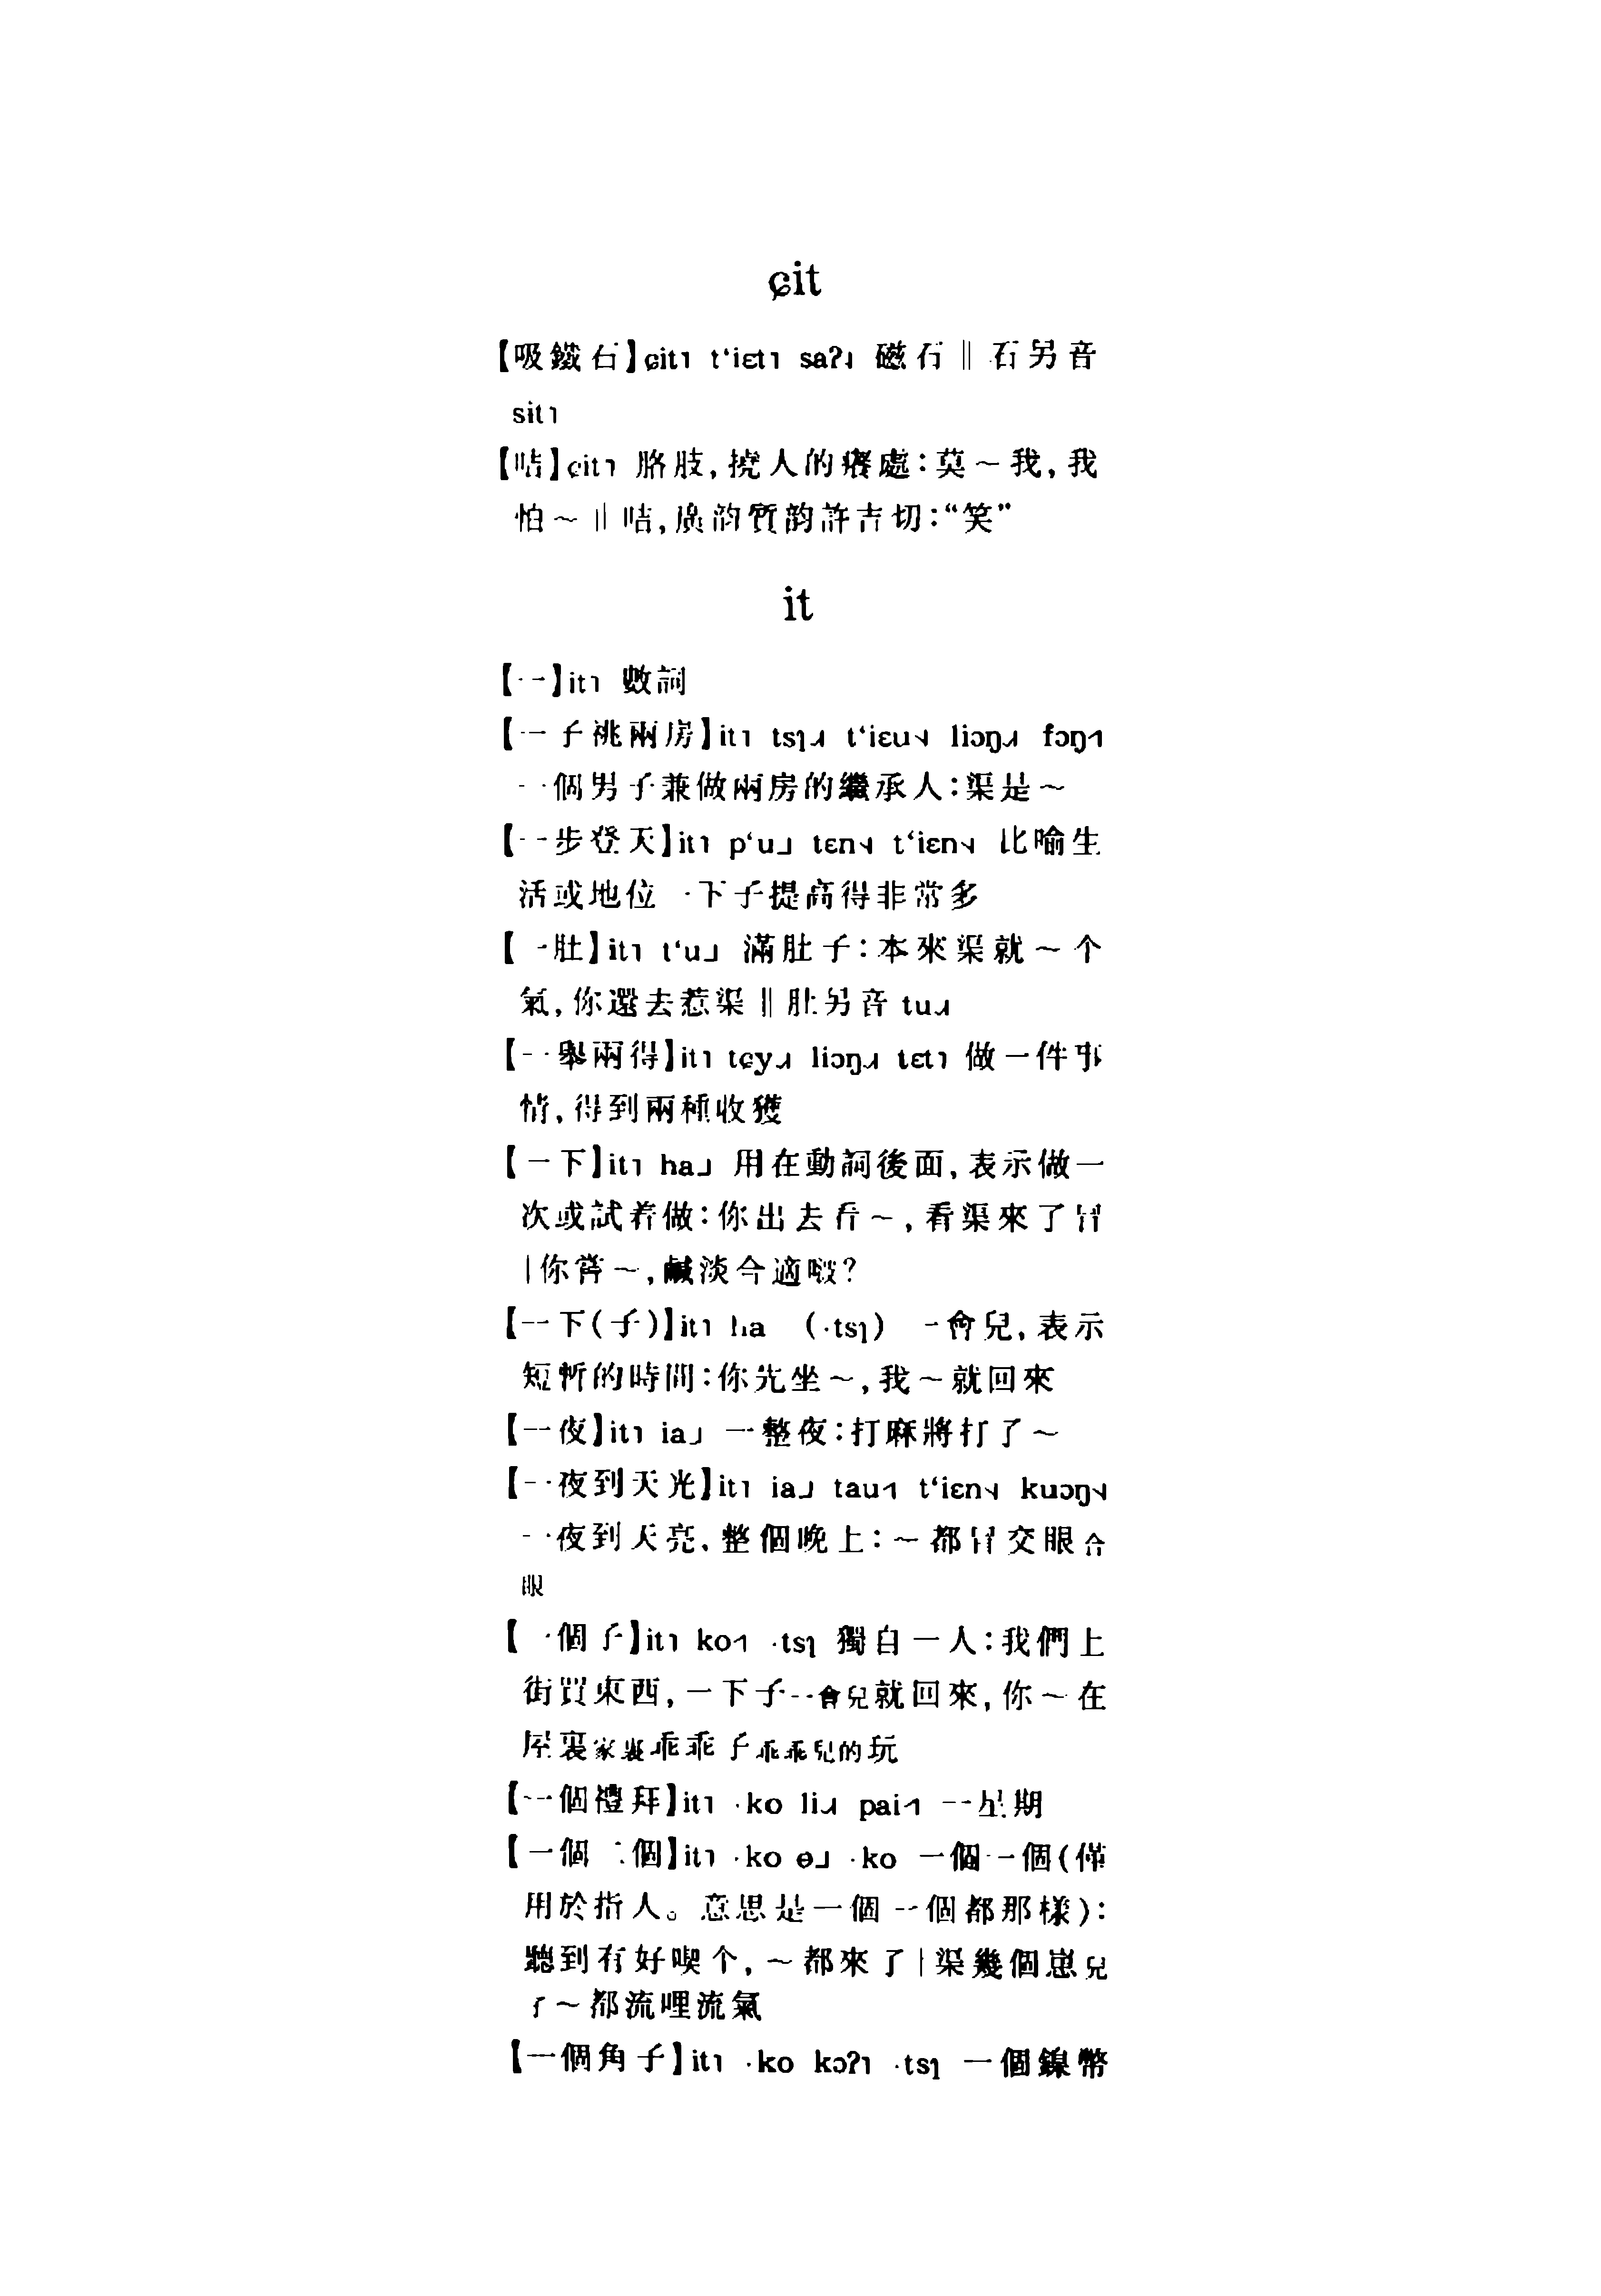 ɕit
【吸鐵石】ɕit˥ t‘iɛt˥ saʔ˩ 磁石‖石另音
sit˥
【咭】ɕit˥ 胳肢,撓人的癢處:莫～我,我
怕～‖咭,廣韵質韵許吉切:“笑”
it
【一】it˥ 數詞
【一子祧兩房】it˥ tsʅ˩˧ t‘iɛu˧˨ liɔŋ˩˧ fɔŋ˧˥
一個男子兼做兩房的繼承人:渠是～
【一步登天】it˥ p‘u˩ tɛn˧˨ t‘iɛn˧˨ 比喻生
活或地位一下子提高得非常多
【一肚】it˥ t‘u˩ 滿肚子:本來渠就～个
氣,你還去惹渠‖肚另音 tu˩˧
【一舉兩得】it˥ tɕy˩˧ liɔŋ˩˧ tɛt˥ 做一件事
情,得到兩種收獲
【一下】it˥ ha˩ 用在動詞後面,表示做一
次或試着做:你出去看～,看渠來了冒
|你嘗～,鹹淡合適啵?
【一下(子)】it˥ ha (·tsʅ) 一會兒,表示
短暫的時間:你先坐～,我～就回來
【一夜】it˥ ia˩ 一整夜:打麻將打了～
【一夜到天光】it˥ ia˩ tau˧˥ t‘iɛn˧˨ kuɔŋ˧˨
一夜到天亮,整個晚上:～都冒交眼合
眼
【一個子】it˥ ko˧˥ ·tsʅ 獨自一人:我們上
街買東西,一下子一會兒就回來,你～在
屋裏家裏乖乖子乖乖兒的玩
【一個禮拜】it˥ ·ko li˩˧ pai˧˥ 一星期
【一個二個】it˥ ·ko ɵ˩ ·ko 一個一個(僅
用於指人。意思是一個一個都那樣):
聽到有好喫个,～都來了|渠幾個崽兒
子～都流哩流氣
【一個角子】it˥ ·ko kɔʔ˥ ·tsʅ 一個鎳幣